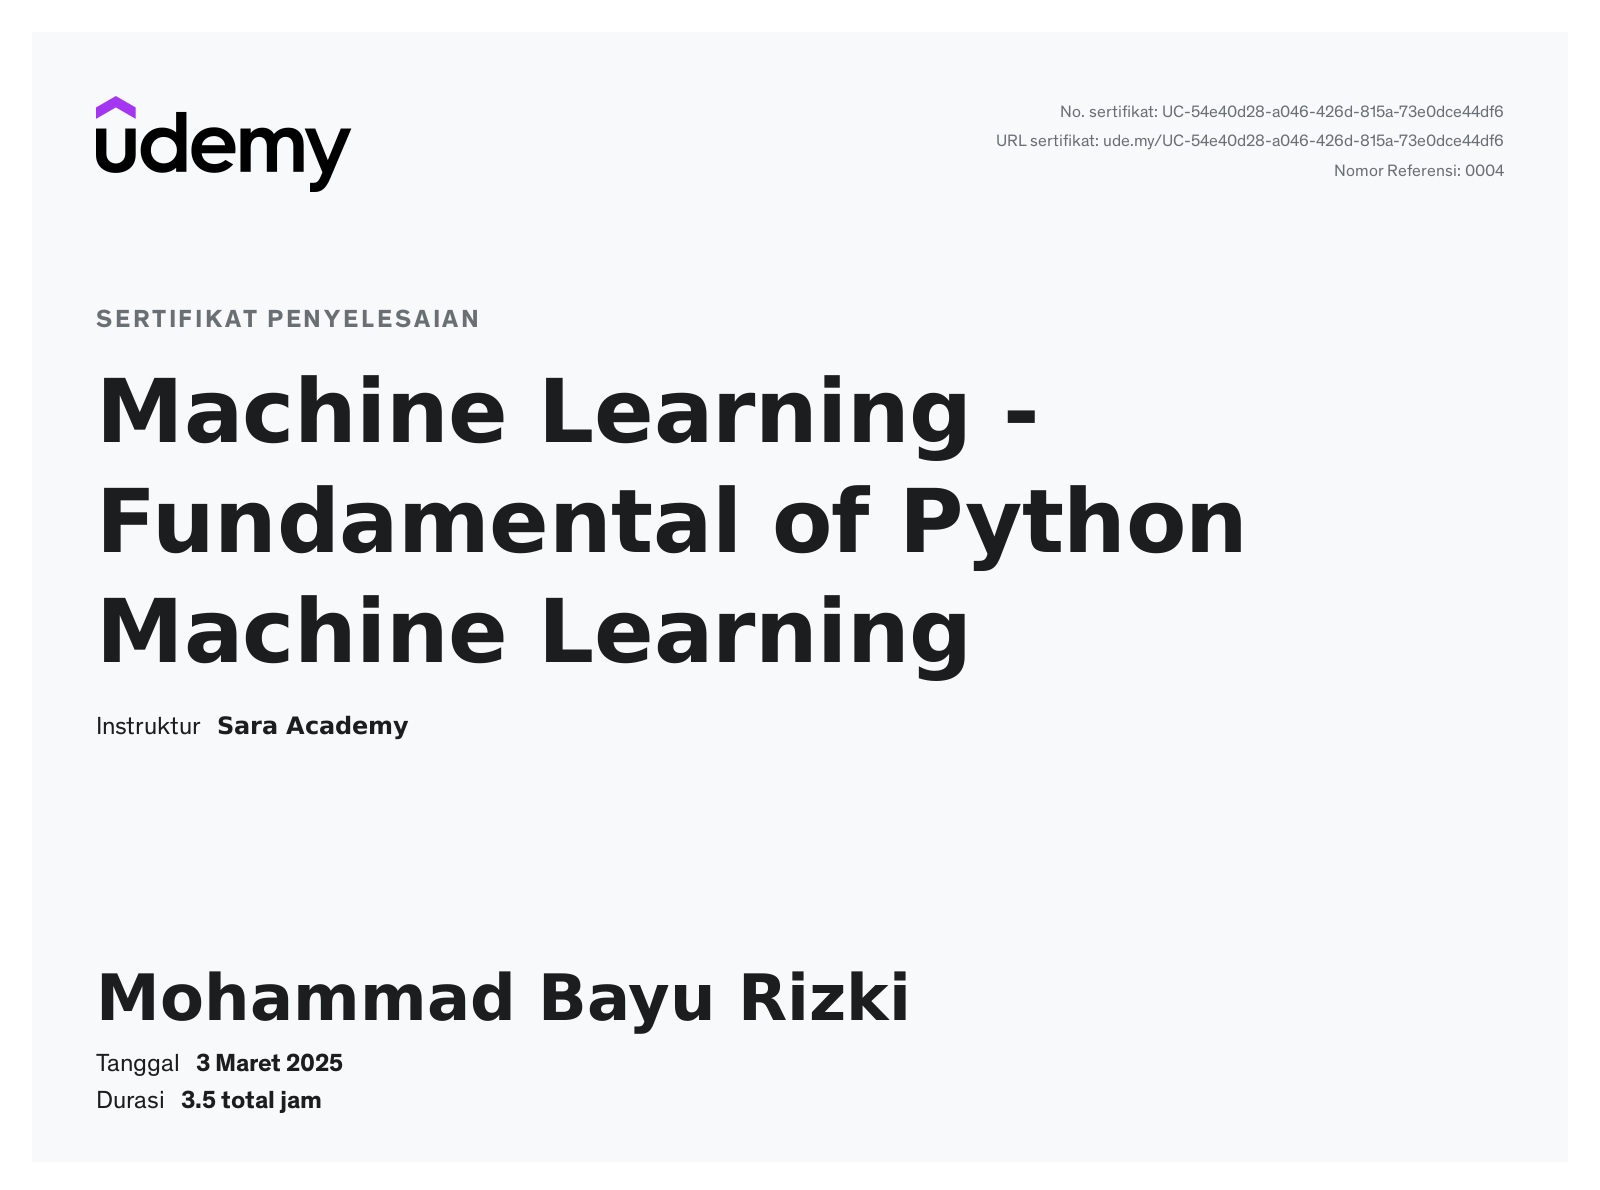 udemy
No. sertifikat: UC-54e40d28-a046-426d-815a-73e0dce44df6
URL sertifikat: ude.my/UC-54e40d28-a046-426d-815a-73e0dce44df6
Nomor Referensi: 0004
SERTIFIKAT PENYELESAIAN
Machine Learning -
Fundamental of Python
Machine Learning
Instruktur Sara Academy
Mohammad Bayu Rizki
Tanggal 3 Maret 2025
Durasi 3.5 total jam